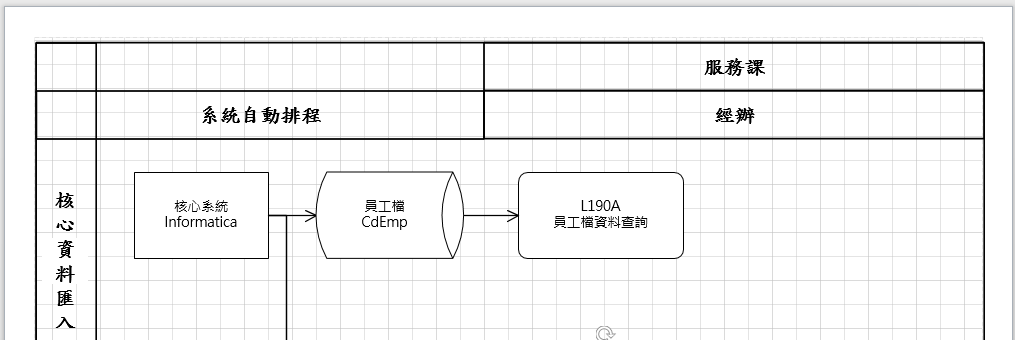 服務課
系統自動排程
經辦
核心資料匯入
核心系統
Informatica
員工檔
CdEmp
L190A
員工檔資料查詢